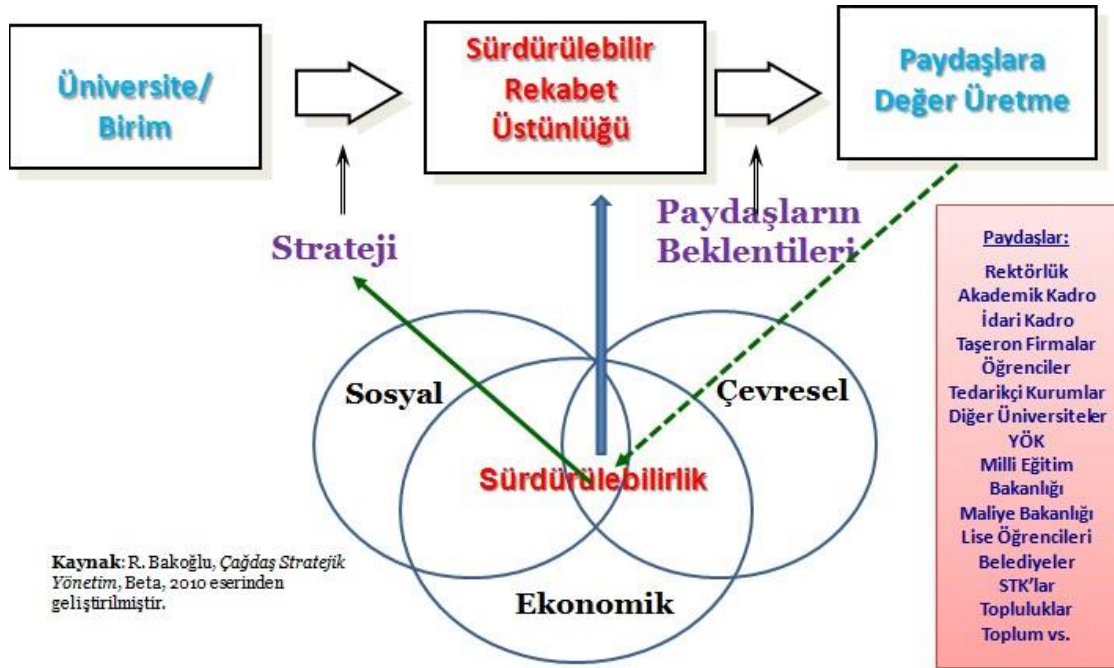 Üniversite/
Birim
Sürdürülebilir
Rekabet
Üstünlüğü
Paydaşlara
Değer Üretme
Strateji
Paydaşların
Beklentileri
Sosyal
Çevresel
Sürdürülebilirlik
Ekonomik
Kaynak: R. Bakoğlu, Çağdaş Stratejik
Yönetim, Beta, 2010 eserinden
geliştirilmiştir.
Paydaşlar:
Rektörlük
Akademik Kadro
İdari Kadro
Taşeron Firmalar
Öğrenciler
Tedarikçi Kurumlar
Diğer Üniversiteler
YÖK
Milli Eğitim
Bakanlığı
Maliye Bakanlığı
Lise Öğrencileri
Belediyeler
STK'lar
Topluluklar
Toplum vs.